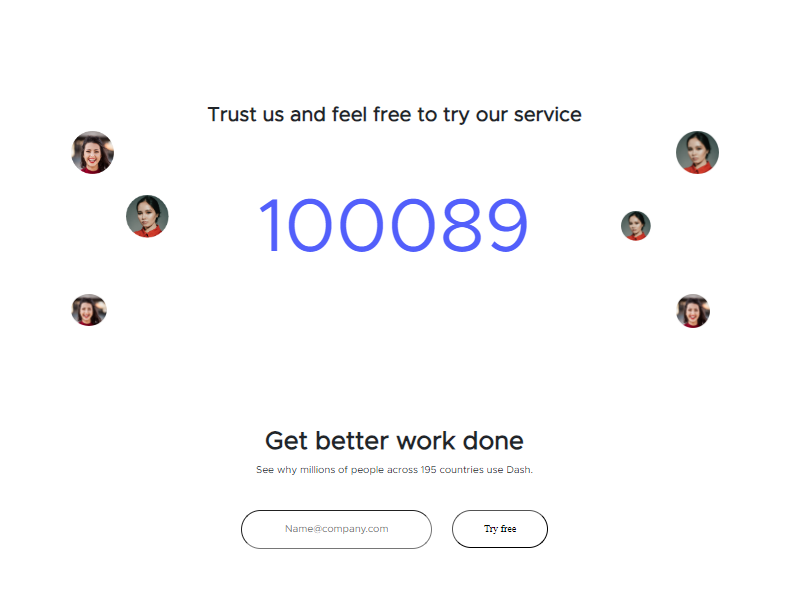 Trust us and feel free to try our service
100089
Get better work done
See why millions of people across 195 countries use Dash.
Name@company.com
Try free